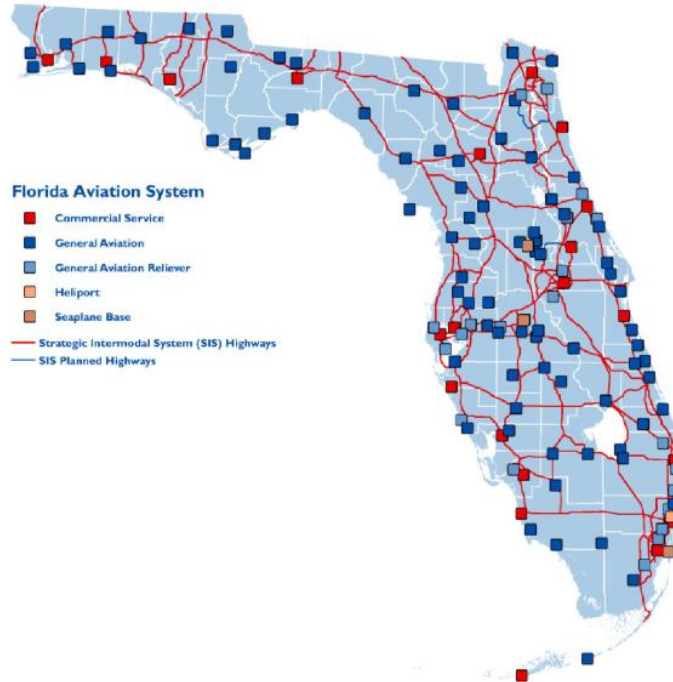 Florida Aviation System
Commercial Service
General Aviation
General Aviation Reliever
Heliport
Seaplane Base
Strategic Intermodal System (SIS) Highways
SIS Planned Highways